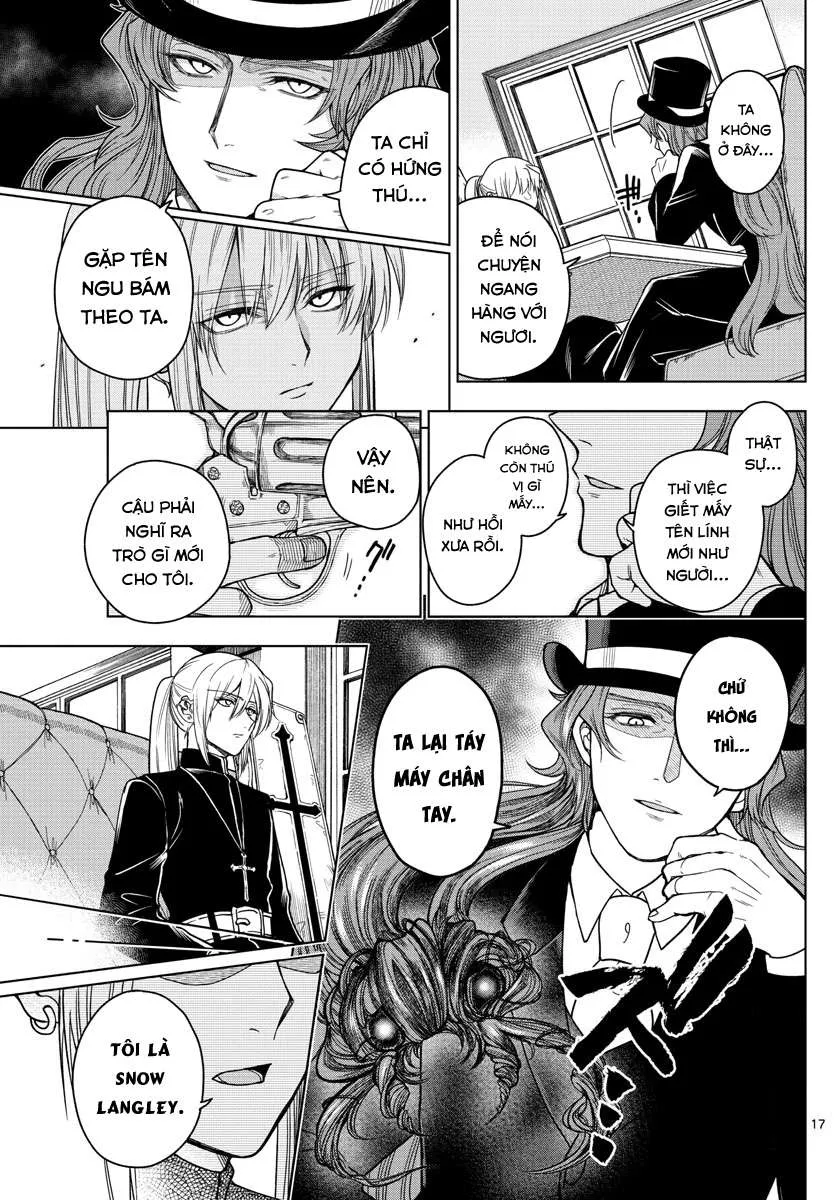 TA
KHÔNG
Ở ĐÂY...
ĐỂ NÓI
CHUYỆN
NGANG
HÀNG VỚI
NGƯƠI.
TA CHỈ
CÓ HỨNG
THÚ...
GẶP TÊN
NGU BÁM
THEO TA.
THẬT
SỰ...
THÌ VIỆC
GIẾT MẤY
TÊN LÍNH
MỚI NHƯ
NGƯƠI...
KHÔNG
CÒN THÚ
VỊ GÌ
MẤY...
NHƯ HỒI
XƯA RỒI.
VẬY
NÊN.
CẬU PHẢI
NGHĨ RA
TRÒ GÌ MỚI
CHO TÔI.
CHỨ
KHÔNG
THÌ...
TA LẠI TÁY
MÁY CHÂN
TAY.
TÔI LÀ
SNOW
LANGLEY.
17